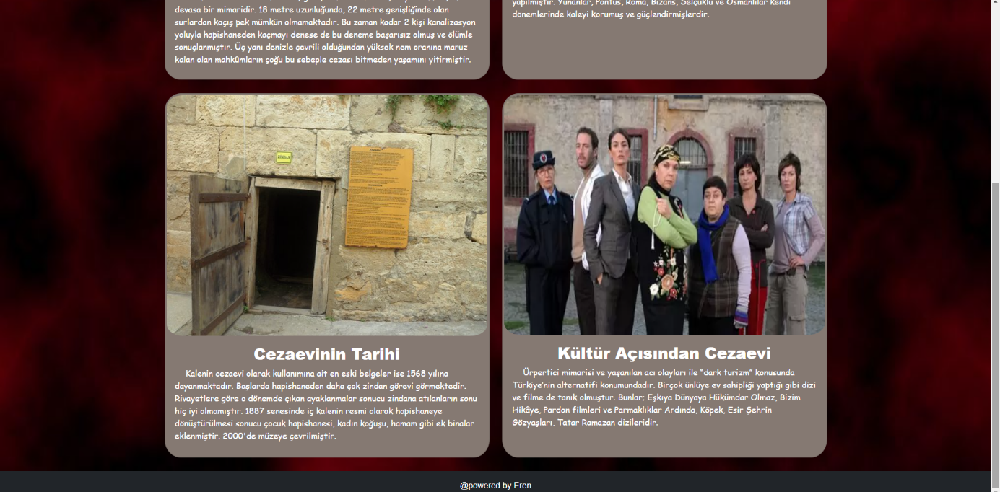 devasa bir mimaridir. 18 metre uzunluğunda, 22 metre genişliğinde olan
surlardan kaçış pek mümkün olmamaktadır. Bu zaman kadar 2 kişi kanalizasyon
yoluyla hapishaneden kaçmayı denese de bu deneme başarısız olmuş ve ölümle
sonuçlanmıştır. Üç yanı denizle çevrili olduğundan yüksek nem oranına maruz
kalan olan mahkûmların çoğu bu sebeple cezası bitmeden yaşamını yitirmiştir.
yapılmıştır. Yunanlar, Pontus, Roma, Bizans, Selçuklu ve Osmanlılar kendi
dönemlerinde kaleyi korumuş ve güçlendirmişlerdir.
ZINDAN
Cezaevinin Tarihi
Kalenin cezaevi olarak kullanımına ait en eski belgeler ise 1568 yılına
dayanmaktadır. Başlarda hapishaneden daha çok zindan görevi görmektedir.
Rivayetlere göre o dönemde çıkan ayaklanmalar sonucu zindana atılanların sonu
hiç iyi olmamıştır. 1887 senesinde iç kalenin resmi olarak hapishaneye
dönüştürülmesi sonucu çocuk hapishanesi, kadın koğuşu, hamam gibi ek binalar
eklenmiştir. 2000'de müzeye çevrilmiştir.
Kültür Açısından Cezaevi
Ürpertici mimarisi ve yaşanılan acı olayları ile “dark turizm” konusunda
Türkiye’nin alternatifi konumundadır. Birçok ünlüye ev sahipliği yaptığı gibi dizi
ve filme de tanık olmuştur. Bunlar; Eşkıya Dünyaya Hükümdar Olmaz, Bizim
Hikâye, Pardon filmleri ve Parmaklıklar Ardında, Köpek, Esir Şehrin
Gözyaşları, Tatar Ramazan dizileridir.
@powered by Eren